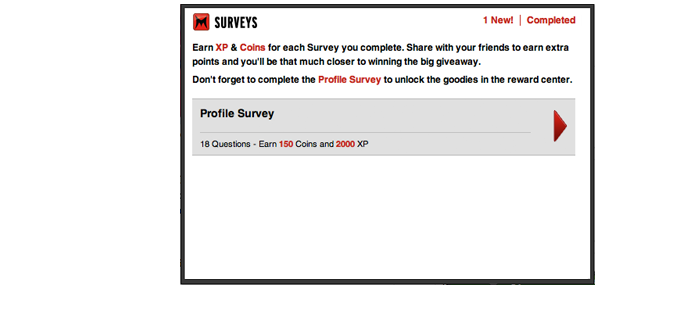 SURVEYS
1 New! | Completed
Earn XP & Coins for each Survey you complete. Share with your friends to earn extra
points and you'll be that much closer to winning the big giveaway.
Don't forget to complete the Profile Survey to unlock the goodies in the reward center.
Profile Survey
18 Questions - Earn 150 Coins and 2000 XP